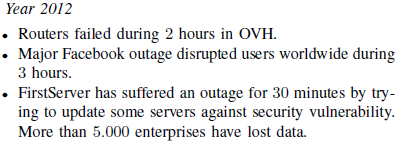 Year 2012
• Routers failed during 2 hours in OVH.
• Major Facebook outage disrupted users worldwide during
3 hours.
• FirstServer has suffered an outage for 30 minutes by try-
ing to update some servers against security vulnerability.
More than 5.000 enterprises have lost data.